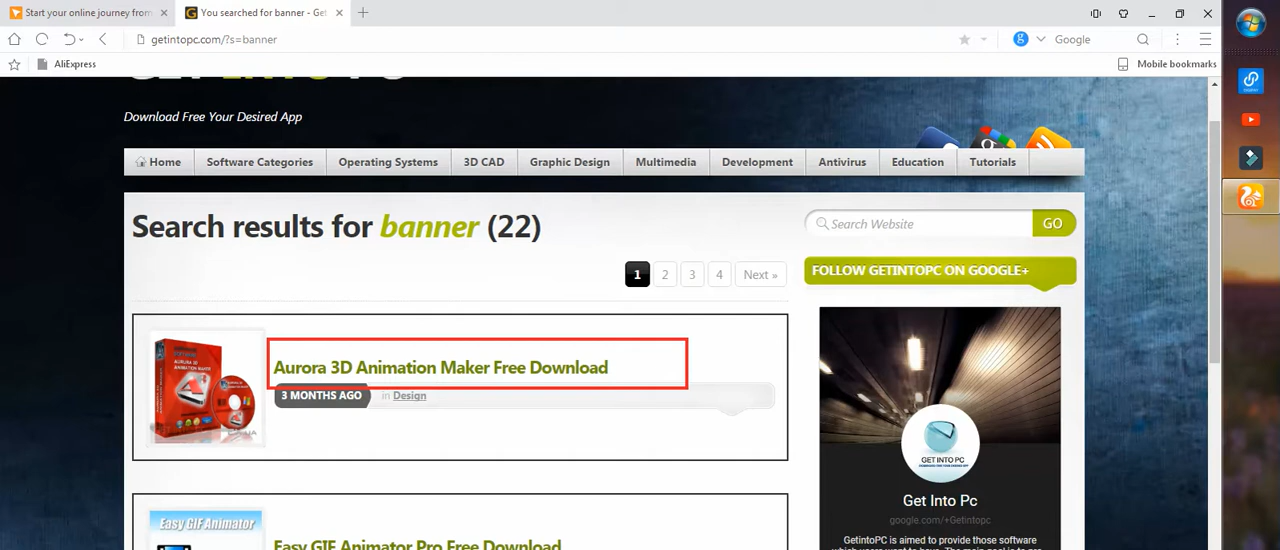 Start your online journey from
You searched for banner - Get
getintopc.com/?s=banner
Google
AliExpress
Mobile bookmarks
Download Free Your Desired App
Home
Software Categories
Operating Systems
3D CAD
Graphic Design
Multimedia
Development
Antivirus
Education
Tutorials
Search results for banner (22)
Search Website
GO
1
2
3
4
Next »
FOLLOW GETINTOPC ON GOOGLE+
Aurora 3D Animation Maker Free Download
3 MONTHS AGO
in Design
GET INTO PC
Get Into Pc
google.com/+Getintopc
GetintoPC is aimed to provide those software
Easy GIF Animator
Easy GIF Animator Pro Free Download